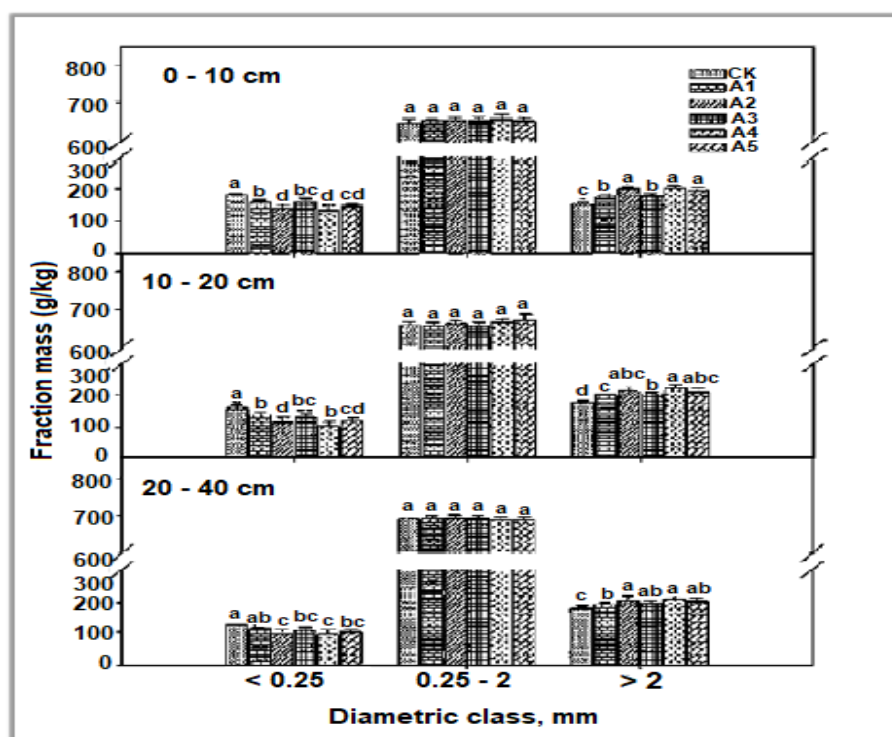 800
0 - 10 cm
CK
700
A1
A2
A3
600
A4
A5
300
200
100
0
a a a a a a
a b d bc d cd
c b a b a a
800
10 - 20 cm
700
600
300
200
100
0
a a a a a a
a b d bc b cd
d c abc b a abc
800
20 - 40 cm
700
600
300
200
100
0
a a a a a a
a ab c bc c bc
c b a ab a ab
Fraction mass (g/kg)
< 0.25 0.25 - 2 > 2
Diametric class, mm